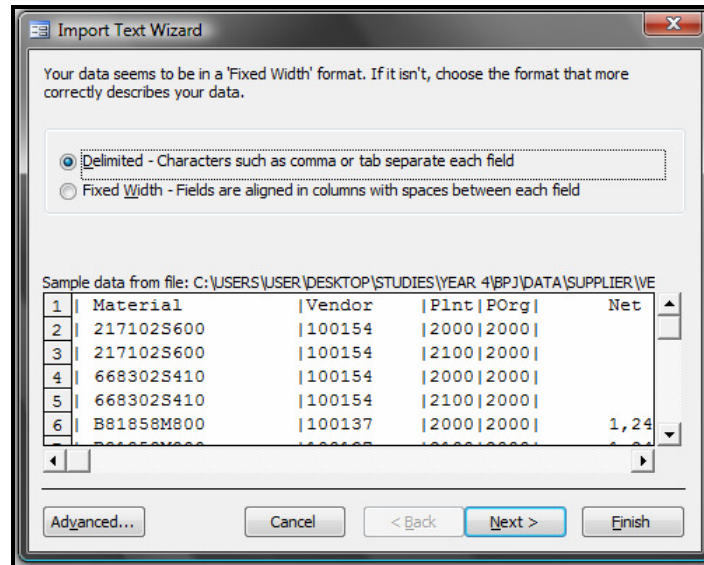 Import Text Wizard
Your data seems to be in a 'Fixed Width' format. If it isn't, choose the format that more
correctly describes your data.
Delimited - Characters such as comma or tab separate each field
Fixed Width - Fields are aligned in columns with spaces between each field
Sample data from file: C:\USERS\USER\DESKTOP\STUDIES\YEAR 4\BPJ\DATA\SUPPLIER\VE
1 | Material |Vendor |Plnt|POrg| Net
2 | 217102S600 |100154 |2000|2000|
3 | 217102S600 |100154 |2100|2000|
4 | 668302S410 |100154 |2000|2000|
5 | 668302S410 |100154 |2100|2000|
6 | B81858M800 |100137 |2000|2000| 1,24
Advanced... Cancel < Back Next > Finish